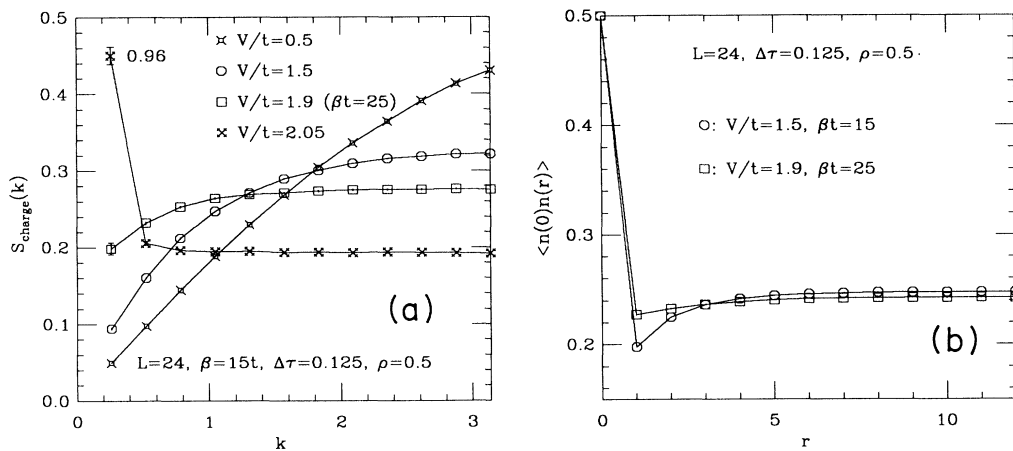 0.5
0.4
0.3
0.2
0.1
0.0
0
1
2
3
S_charge(k)
k
0.96
V/t=0.5
V/t=1.5
V/t=1.9 (βt=25)
V/t=2.05
(a)
L=24, β=15t, Δτ=0.125, ρ=0.5
0.5
0.4
0.3
0.2
0
5
10
<n(0)n(r)>
r
L=24, Δτ=0.125, ρ=0.5
: V/t=1.5, βt=15
: V/t=1.9, βt=25
(b)